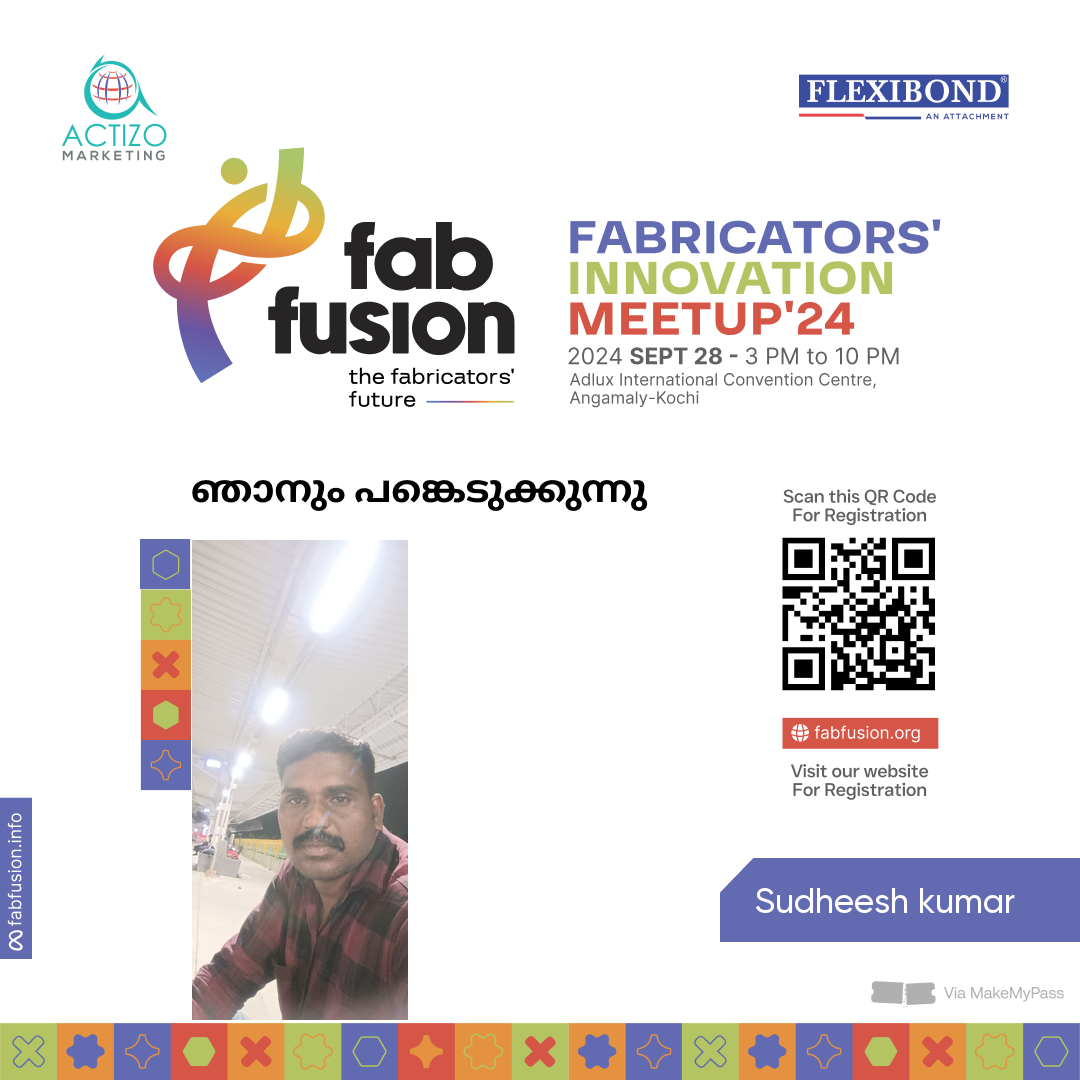 ACTIZO
MARKETING
FLEXIBOND®
AN ATTACHMENT
fab
fusion
the fabricators'
future
FABRICATORS'
INNOVATION
MEETUP'24
2024 SEPT 28 - 3 PM to 10 PM
Adlux International Convention Centre,
Angamaly-Kochi
ഞാനും പങ്കെടുക്കുന്നു
Scan this QR Code
For Registration
fabfusion.org
Visit our website
For Registration
fabfusion.info
Sudheesh kumar
Via MakeMyPass